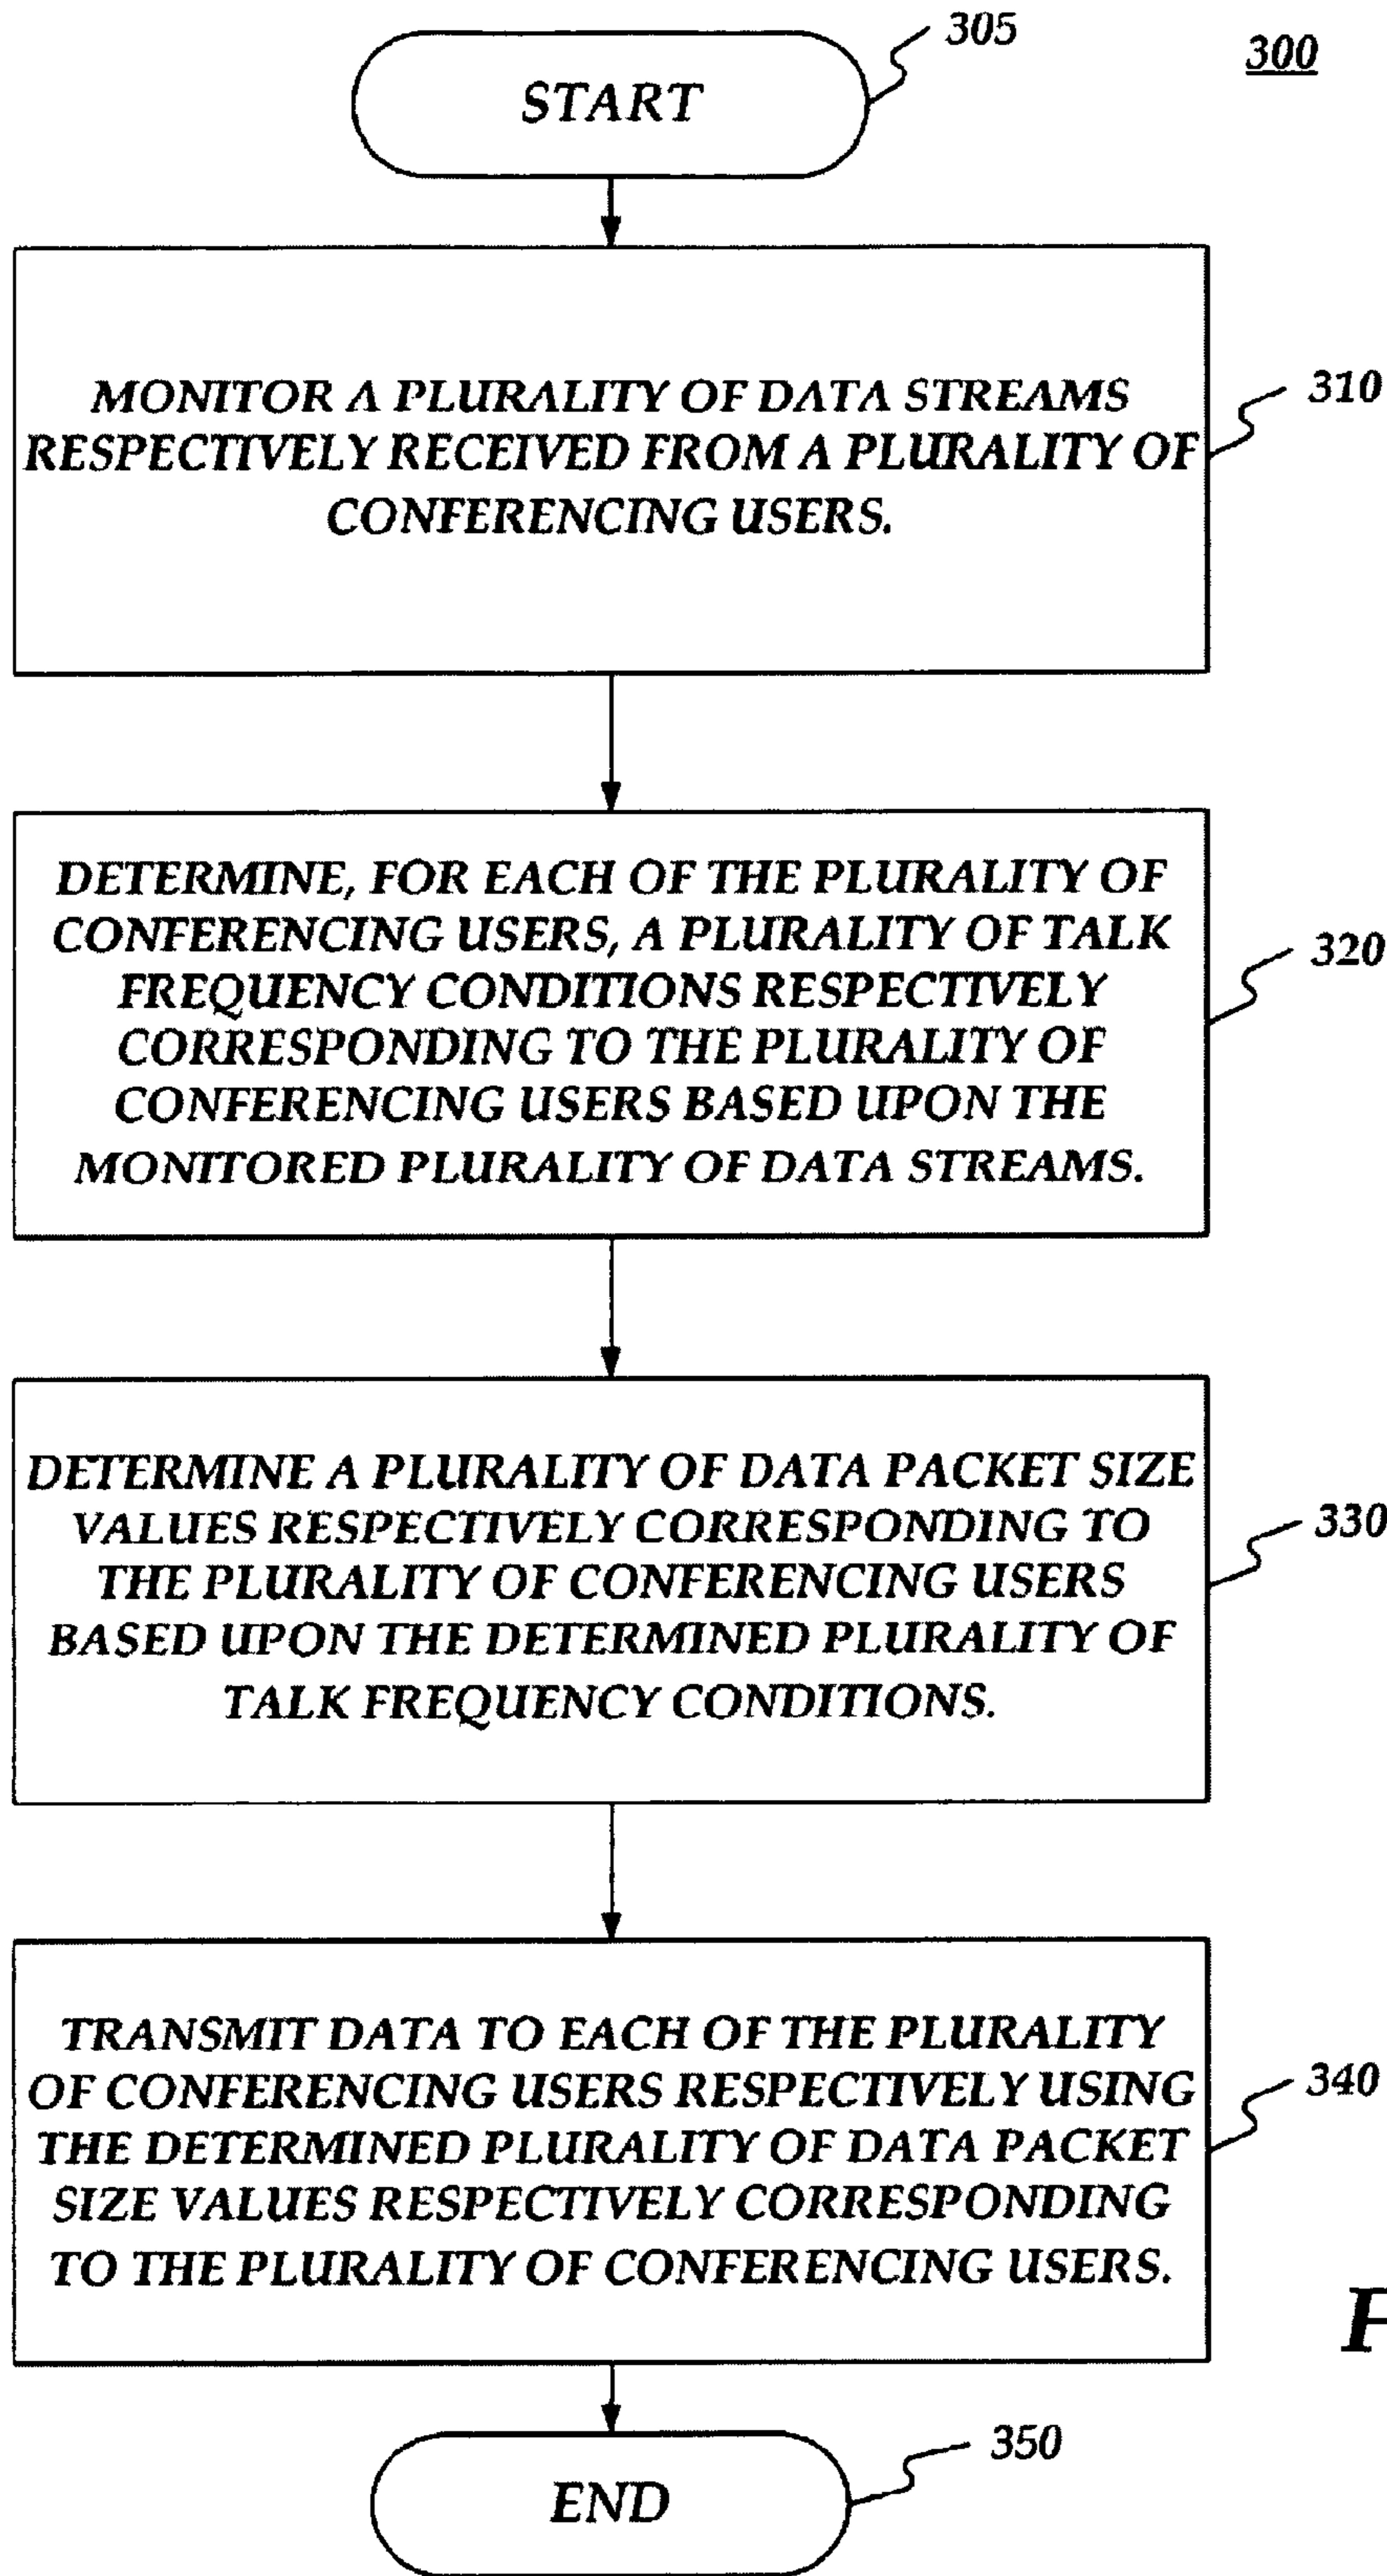 305
300
START
MONITOR A PLURALITY OF DATA STREAMS
RESPECTIVELY RECEIVED FROM A PLURALITY OF
CONFERENCING USERS.
310
DETERMINE, FOR EACH OF THE PLURALITY OF
CONFERENCING USERS, A PLURALITY OF TALK
FREQUENCY CONDITIONS RESPECTIVELY
CORRESPONDING TO THE PLURALITY OF
CONFERENCING USERS BASED UPON THE
MONITORED PLURALITY OF DATA STREAMS.
320
DETERMINE A PLURALITY OF DATA PACKET SIZE
VALUES RESPECTIVELY CORRESPONDING TO
THE PLURALITY OF CONFERENCING USERS
BASED UPON THE DETERMINED PLURALITY OF
TALK FREQUENCY CONDITIONS.
330
TRANSMIT DATA TO EACH OF THE PLURALITY
OF CONFERENCING USERS RESPECTIVELY USING
THE DETERMINED PLURALITY OF DATA PACKET
SIZE VALUES RESPECTIVELY CORRESPONDING
TO THE PLURALITY OF CONFERENCING USERS.
340
END
350